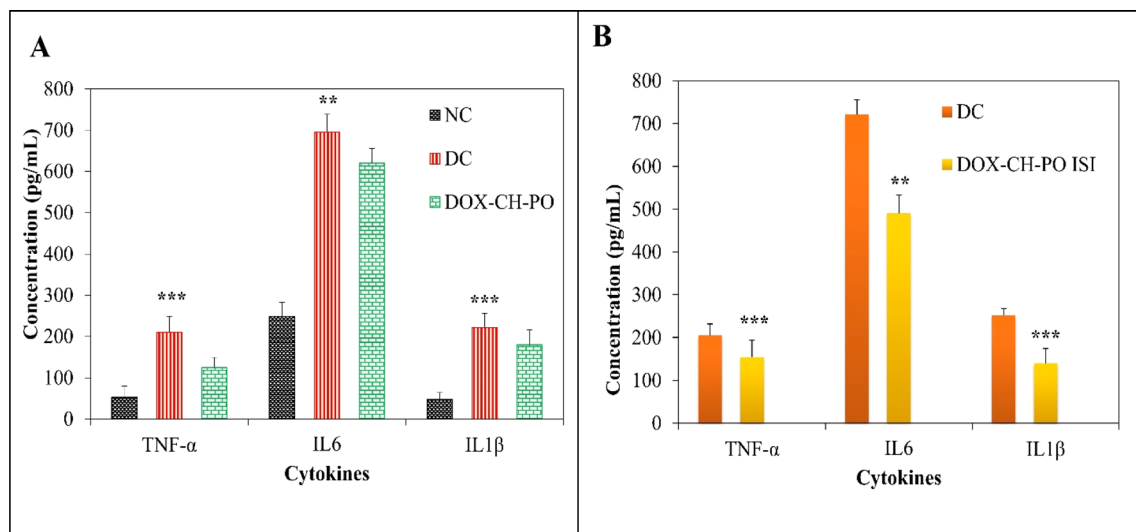 A
Concentration (pg/mL)
800
700
600
500
400
300
200
100
0
***
**
***
NC
DC
DOX-CH-PO
TNF-α
IL6
IL1β
Cytokines
B
Concentration (pg/mL)
800
700
600
500
400
300
200
100
0
***
**
***
DC
DOX-CH-PO ISI
TNF-α
IL6
IL1β
Cytokines